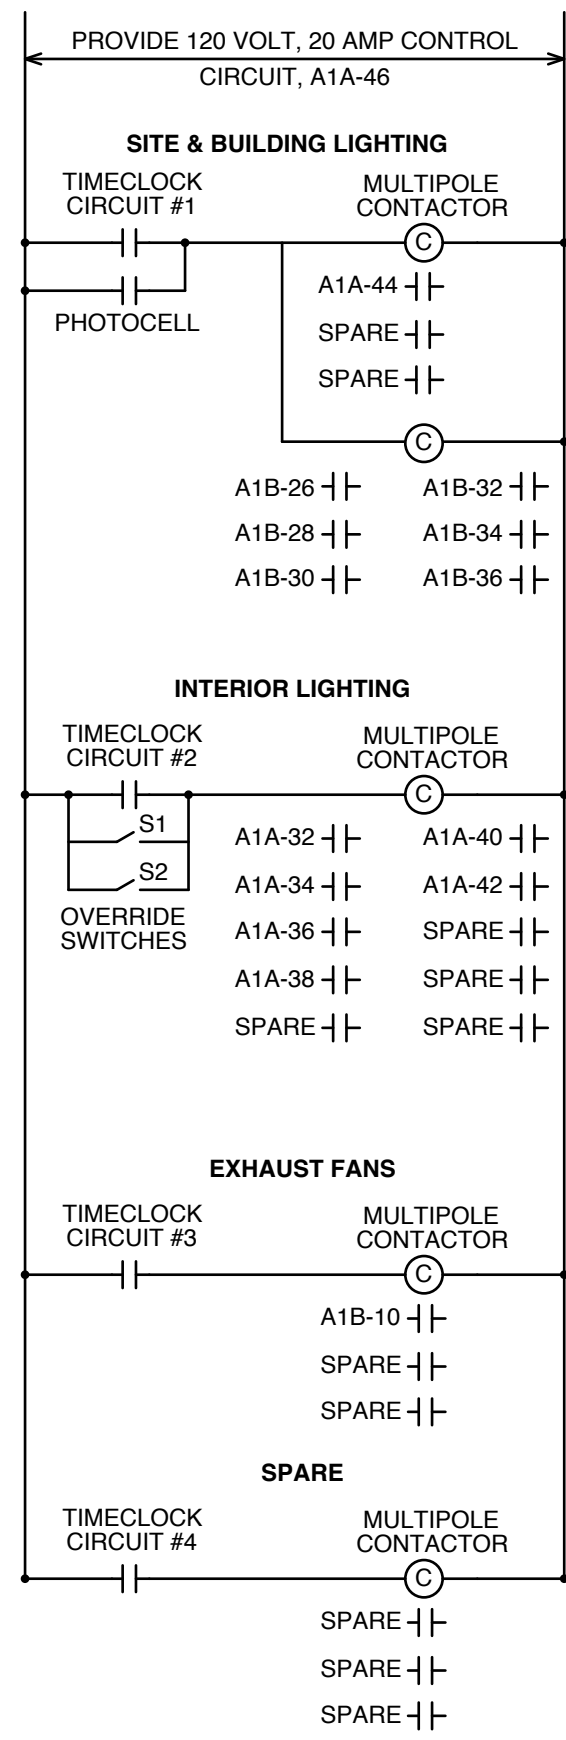 PROVIDE 120 VOLT, 20 AMP CONTROL
CIRCUIT, A1A-46
SITE & BUILDING LIGHTING
TIMECLOCK
CIRCUIT #1
MULTIPOLE
CONTACTOR
C
PHOTOCELL
A1A-44
SPARE
SPARE
C
A1B-26 A1B-32
A1B-28 A1B-34
A1B-30 A1B-36
INTERIOR LIGHTING
TIMECLOCK
CIRCUIT #2
MULTIPOLE
CONTACTOR
C
S1
S2
OVERRIDE
SWITCHES
A1A-32 A1A-40
A1A-34 A1A-42
A1A-36 SPARE
A1A-38 SPARE
SPARE SPARE
EXHAUST FANS
TIMECLOCK
CIRCUIT #3
MULTIPOLE
CONTACTOR
C
A1B-10
SPARE
SPARE
SPARE
TIMECLOCK
CIRCUIT #4
MULTIPOLE
CONTACTOR
C
SPARE
SPARE
SPARE